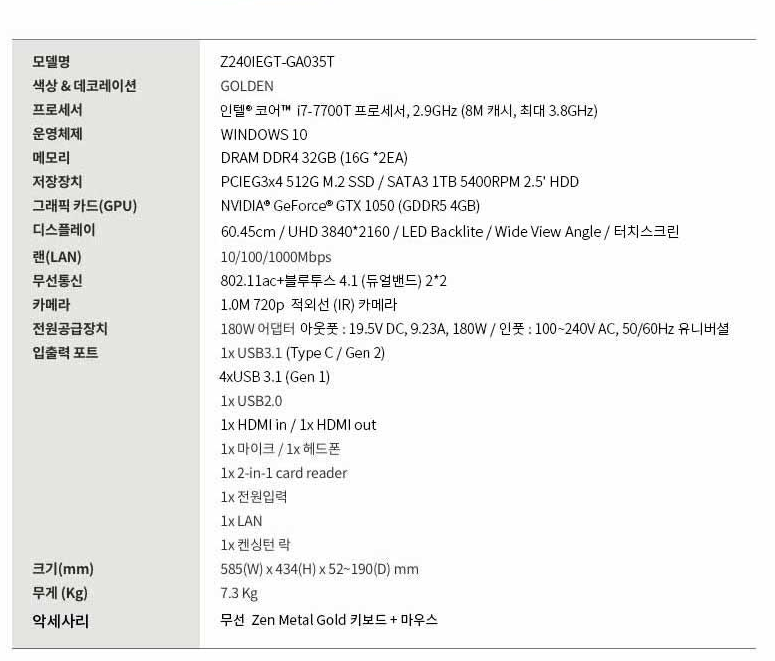 모델명 Z240IEGT-GA035T
색상 & 데코레이션 GOLDEN
프로세서 인텔® 코어™ i7-7700T 프로세서, 2.9GHz (8M 캐시, 최대 3.8GHz)
운영체제 WINDOWS 10
메모리 DRAM DDR4 32GB (16G *2EA)
저장장치 PCIEG3x4 512G M.2 SSD / SATA3 1TB 5400RPM 2.5' HDD
그래픽 카드(GPU) NVIDIA® GeForce® GTX 1050 (GDDR5 4GB)
디스플레이 60.45cm / UHD 3840*2160 / LED Backlite / Wide View Angle / 터치스크린
랜(LAN) 10/100/1000Mbps
무선통신 802.11ac+블루투스 4.1 (듀얼밴드) 2*2
카메라 1.0M 720p 적외선 (IR) 카메라
전원공급장치 180W 어댑터 아웃풋 : 19.5V DC, 9.23A, 180W / 인풋 : 100~240V AC, 50/60Hz 유니버셜
입출력 포트 1x USB3.1 (Type C / Gen 2)
4xUSB 3.1 (Gen 1)
1x USB2.0
1x HDMI in / 1x HDMI out
1x 마이크 / 1x 헤드폰
1x 2-in-1 card reader
1x 전원입력
1x LAN
1x 켄싱턴 락
크기(mm) 585(W) x 434(H) x 52~190(D) mm
무게 (Kg) 7.3 Kg
악세사리 무선 Zen Metal Gold 키보드 + 마우스